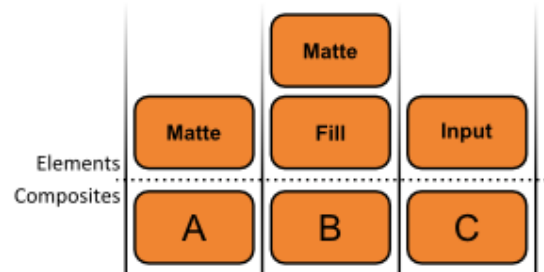 Matte
Matte Fill Input
Elements
Composites
A B C